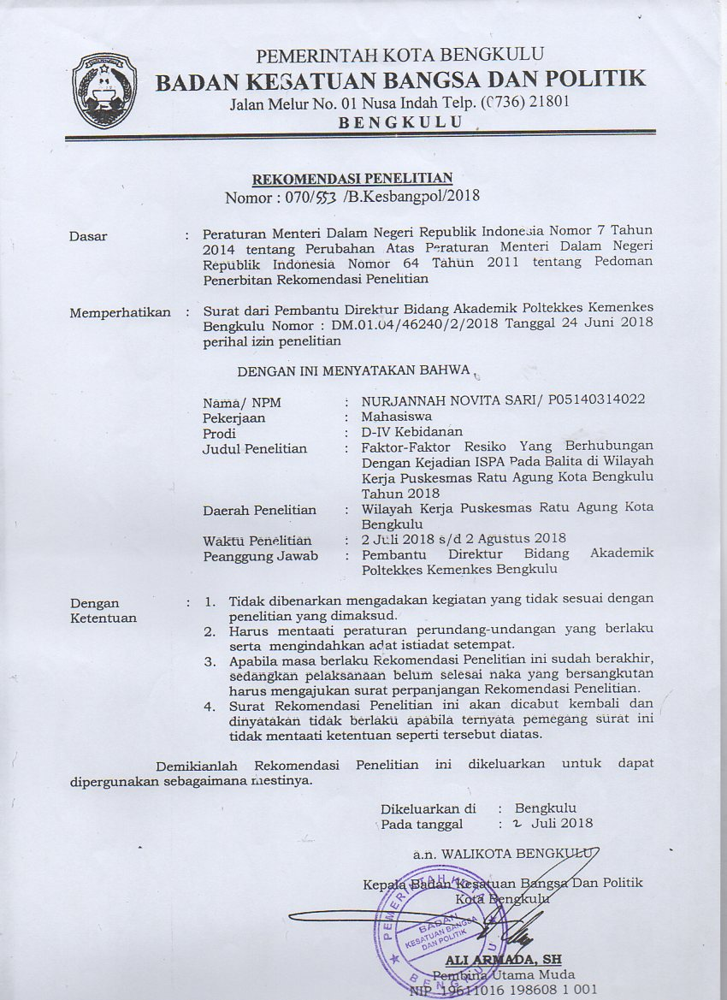 PEMERINTAH KOTA BENGKULU
BADAN KESATUAN BANGSA DAN POLITIK
Jalan Melur No. 01 Nusa Indah Telp. (0736) 21801
B E N G K U L U
REKOMENDASI PENELITIAN
Nomor : 070/553 /B.Kesbangpol/2018
Dasar : Peraturan Menteri Dalam Negeri Republik Indonesia Nomor 7 Tahun
2014 tentang Perubahan Atas Peraturan Menteri Dalam Negeri
Republik Indonesia Nomor 64 Tahun 2011 tentang Pedoman
Penerbitan Rekomendasi Penelitian
Memperhatikan : Surat dari Pembantu Direktur Bidang Akademik Poltekkes Kemenkes
Bengkulu Nomor : DM.01.04/46240/2/2018 Tanggal 24 Juni 2018
perihal izin penelitian
DENGAN INI MENYATAKAN BAHWA
Nama/ NPM : NURJANNAH NOVITA SARI/ P05140314022
Pekerjaan : Mahasiswa
Prodi : D-IV Kebidanan
Judul Penelitian : Faktor-Faktor Resiko Yang Berhubungan
Dengan Kejadian ISPA Pada Balita di Wilayah
Kerja Puskesmas Ratu Agung Kota Bengkulu
Tahun 2018
Daerah Penelitian : Wilayah Kerja Puskesmas Ratu Agung Kota
Bengkulu
Waktu Penelitian : 2 Juli 2018 s/d 2 Agustus 2018
Peanggung Jawab : Pembantu Direktur Bidang Akademik
Poltekkes Kemenkes Bengkulu
Dengan Ketentuan : 1. Tidak dibenarkan mengadakan kegiatan yang tidak sesuai dengan
penelitian yang dimaksud.
2. Harus mentaati peraturan perundang-undangan yang berlaku
serta mengindahkan adat istiadat setempat.
3. Apabila masa berlaku Rekomendasi Penelitian ini sudah berakhir,
sedangkan pelaksanaan belum selesai naka yang bersangkutan
harus mengajukan surat perpanjangan Rekomendasi Penelitian.
4. Surat Rekomendasi Penelitian ini akan dicabut kembali dan
dinyatakan tidak berlaku apabila ternyata pemegang surat ini
tidak mentaati ketentuan seperti tersebut diatas.
Demikianlah Rekomendasi Penelitian ini dikeluarkan untuk dapat
dipergunakan sebagaimana mestinya.
Dikeluarkan di : Bengkulu
Pada tanggal : 2 Juli 2018
a.n. WALIKOTA BENGKULU
Kepala Badan Kesatuan Bangsa Dan Politik
Kota Bengkulu
PEMERINTAH KOTA
BADAN
KESATUAN BANGSA
DAN POLITIK
BENGKULU
ALI ARMADA, SH
Pembina Utama Muda
NIP. 19611016 198608 1 001